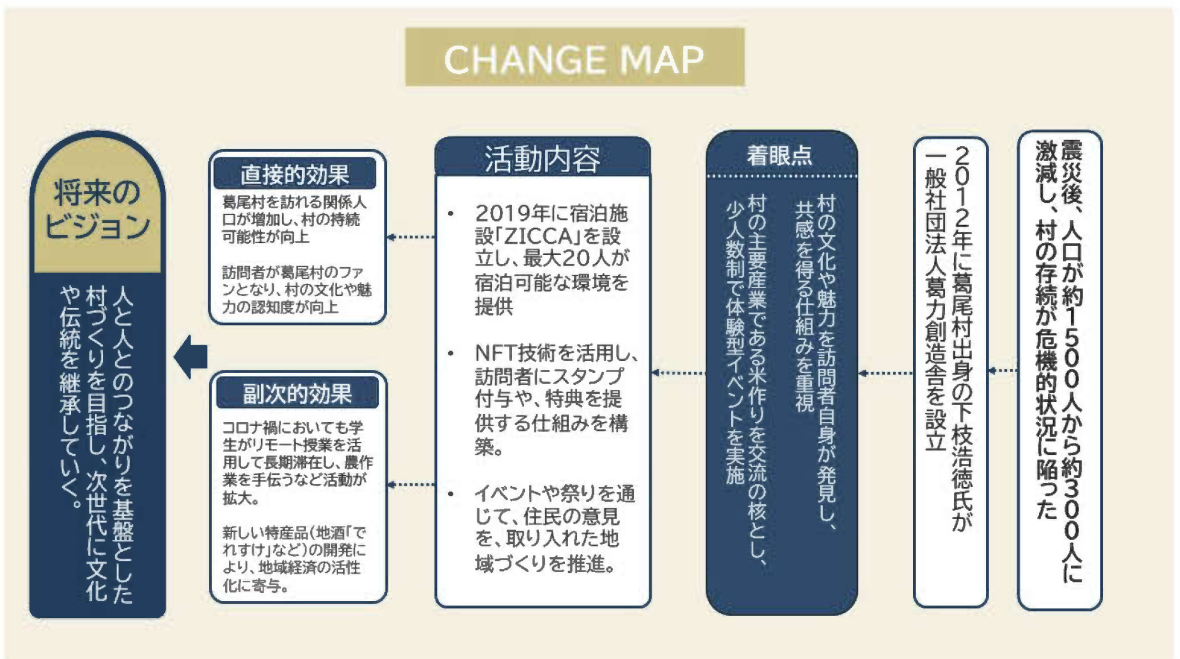 CHANGE MAP
震災後、人口が約1500人から約300人に
激減し、村の存続が危機的状況に陥った
2012年に葛尾村出身の下枝浩徳氏が
一般社団法人葛力創造舎を設立
着眼点
村の文化や魅力を訪問者自身が発見し、
共感を得る仕組みを重視
村の主要産業である米作りを交流の核とし、
少人数制で体験型イベントを実施
活動内容
• 2019年に宿泊施
設「ZICCA」を設
立し、最大20人が
宿泊可能な環境を
提供
• NFT技術を活用し、
訪問者にスタンプ
付与や、特典を提
供する仕組みを構
築。
• イベントや祭りを通
じて、住民の意見
を、取り入れた地
域づくりを推進。
直接的効果
葛尾村を訪れる関係人
口が増加し、村の持続
可能性が向上
訪問者が葛尾村のファ
ンとなり、村の文化や魅
力の認知度が向上
副次的効果
コロナ禍においても学
生がリモート授業を活
用して長期滞在し、農作
業を手伝うなど活動が
拡大。
新しい特産品(地酒「で
れすけ」など)の開発に
より、地域経済の活性
化に寄与。
将来の
ビジョン
人と人とのつながりを基盤とした
村づくりを目指し、次世代に文化
や伝統を継承していく。